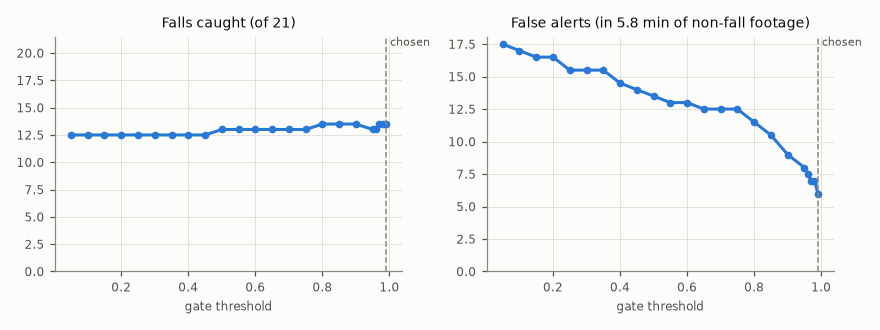 Falls caught (of 21)
chosen
20.0
17.5
15.0
12.5
10.0
7.5
5.0
2.5
0.0
0.2 0.4 0.6 0.8 1.0
gate threshold
False alerts (in 5.8 min of non-fall footage)
chosen
17.5
15.0
12.5
10.0
7.5
5.0
2.5
0.0
0.2 0.4 0.6 0.8 1.0
gate threshold